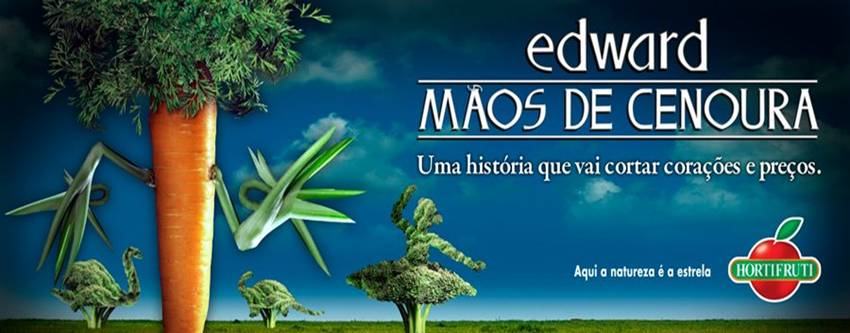 edward
MÃOS DE CENOURA
Uma história que vai cortar corações e preços.
Aqui a natureza é a estrela
HORTIFRUTI